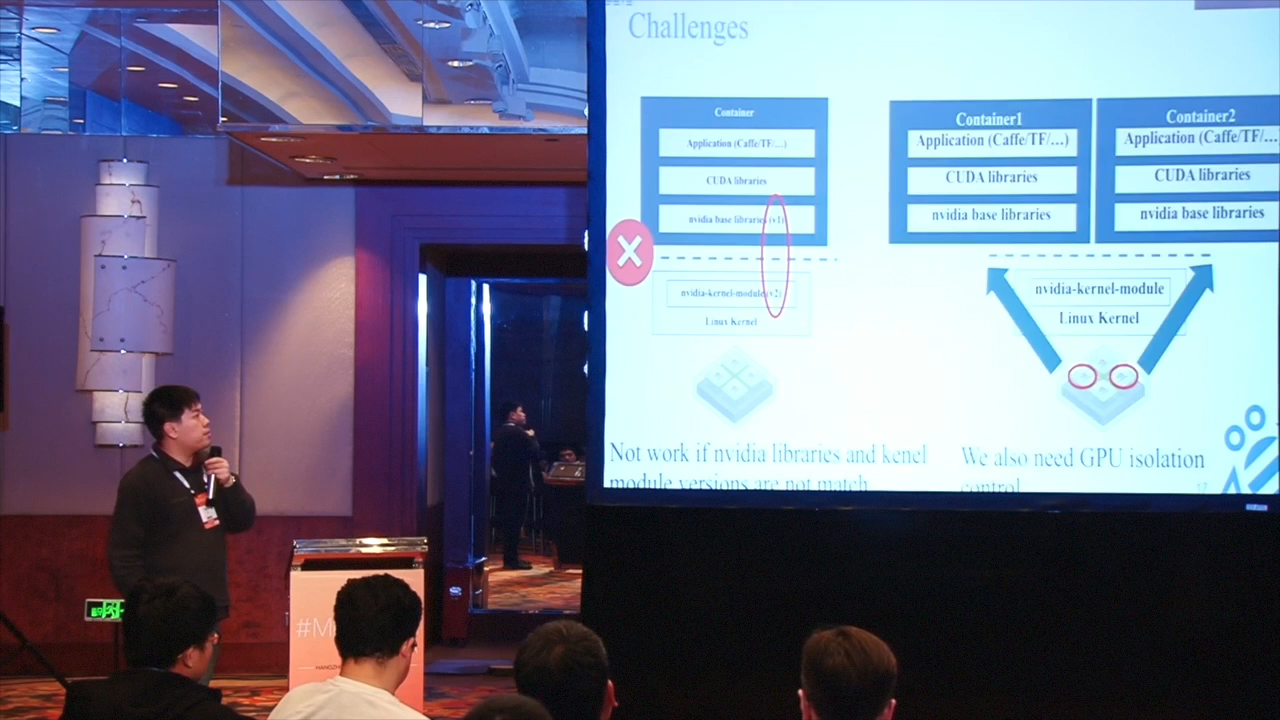 Challenges
Container
Application (Caffe/TF/...)
CUDA libraries
nvidia base libraries (v1)
nvidia-kernel-module (v2)
Linux Kernel
Not work if nvidia libraries and kenel
module versions are not match
Container1
Application (Caffe/TF/...)
CUDA libraries
nvidia base libraries
Container2
Application (Caffe/TF/...
CUDA libraries
nvidia base libraries
nvidia-kernel-module
Linux Kernel
We also need GPU isolation
control
17
#M
HANGZH